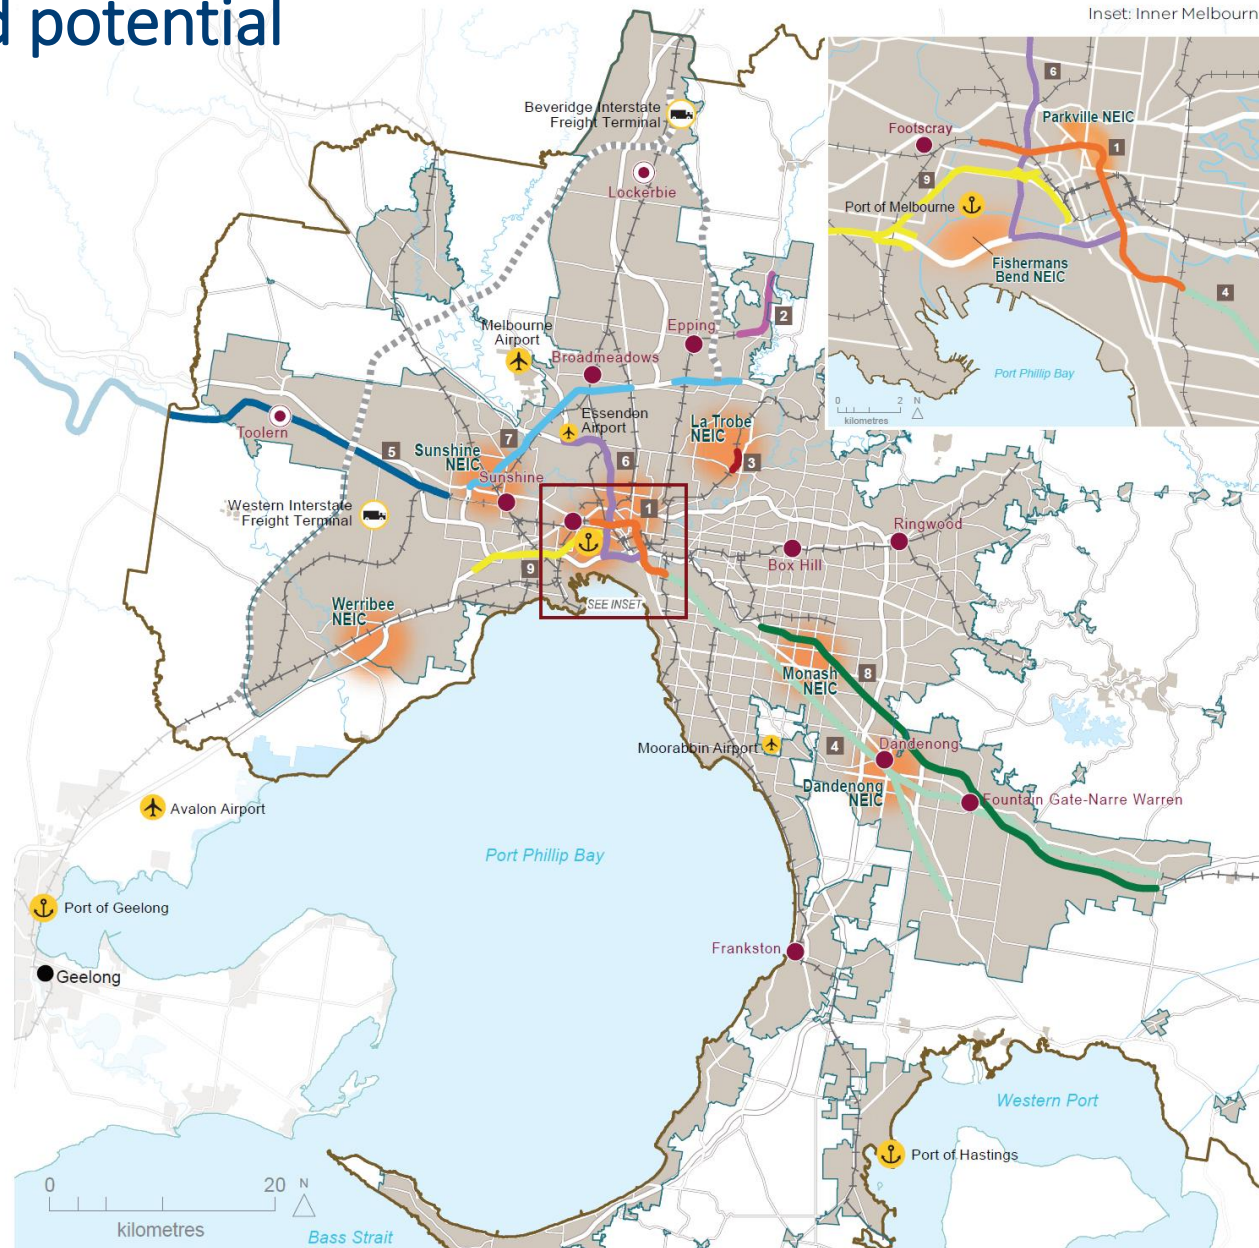 d potential
Inset: Inner Melbourn
Beveridge Interstate
Freight Terminal
Lockerbie
2
Melbourne
Airport
Epping
Broadmeadows
Essendon
Airport
La Trobe
NEIC
Toolern
5
7
Sunshine
NEIC
6
3
Sunshine
Western Interstate
Freight Terminal
1
Ringwood
Box Hill
9
SEE INSET
Werribee
NEIC
Monash
NEIC
8
Moorabbin Airport
4
Dandenong
Dandenong
NEIC
Fountain Gate-Narre Warren
Avalon Airport
Port Phillip Bay
Port of Geelong
Geelong
Frankston
Western Port
Port of Hastings
0
20
N
kilometres
Bass Strait
6
Parkville NEIC
Footscray
1
9
Port of Melbourne
Fishermans
Bend NEIC
4
Port Phillip Bay
0
2
N
kilometres